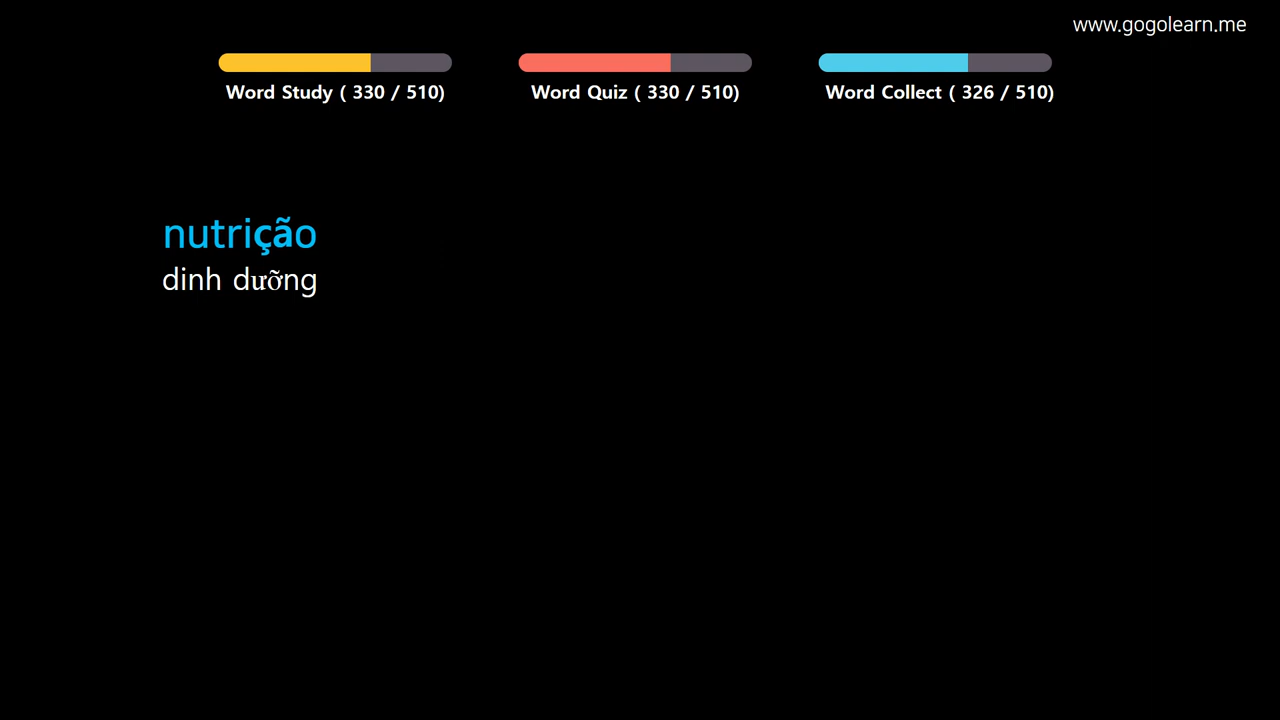 www.gogolearn.me
Word Study ( 330 / 510)
Word Quiz ( 330 / 510)
Word Collect ( 326 / 510)
nutrição
dinh dưỡng